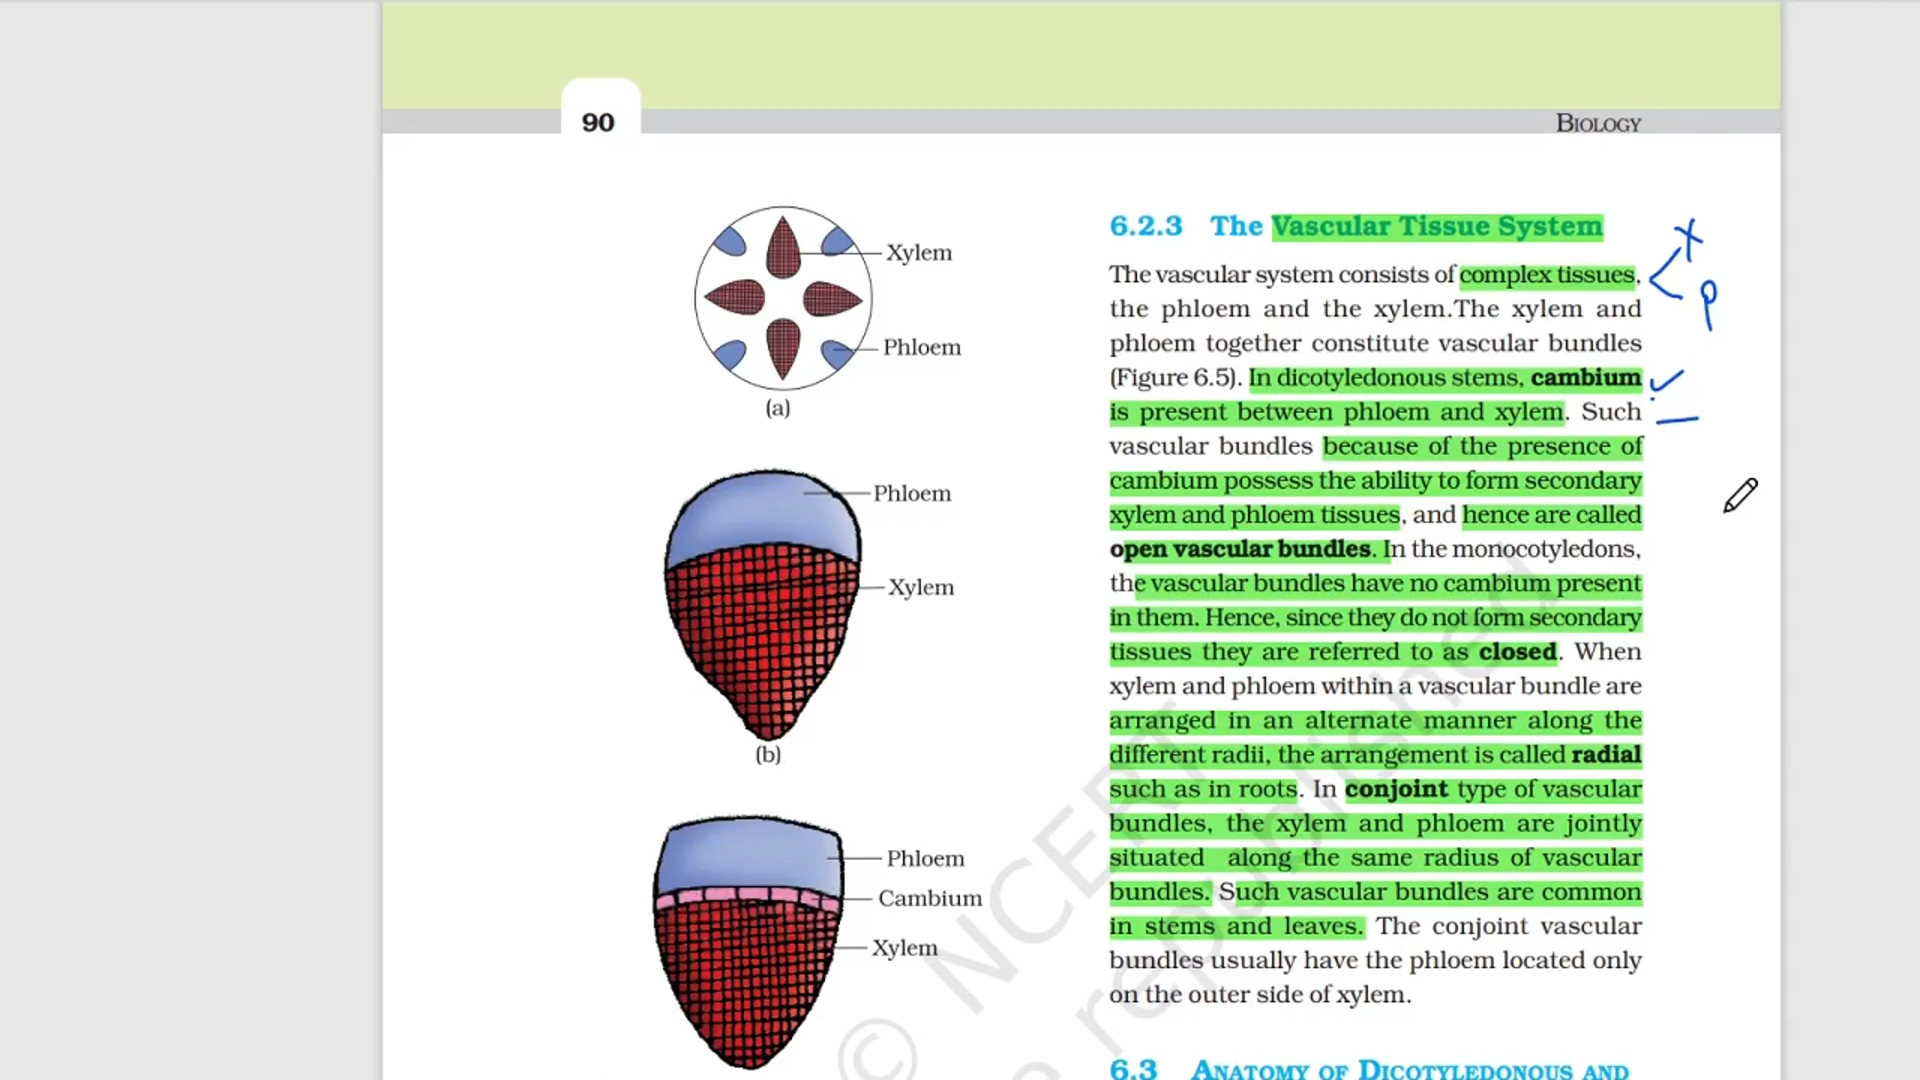 90
BIOLOGY
Xylem
Phloem
(a)
Phloem
Xylem
(b)
Phloem
Cambium
Xylem
6.2.3 The Vascular Tissue System
The vascular system consists of complex tissues,
the phloem and the xylem.The xylem and
phloem together constitute vascular bundles
(Figure 6.5). In dicotyledonous stems, cambium
is present between phloem and xylem. Such
vascular bundles because of the presence of
cambium possess the ability to form secondary
xylem and phloem tissues, and hence are called
open vascular bundles. In the monocotyledons,
the vascular bundles have no cambium present
in them. Hence, since they do not form secondary
tissues they are referred to as closed. When
xylem and phloem within a vascular bundle are
arranged in an alternate manner along the
different radii, the arrangement is called radial
such as in roots. In conjoint type of vascular
bundles, the xylem and phloem are jointly
situated along the same radius of vascular
bundles. Such vascular bundles are common
in stems and leaves. The conjoint vascular
bundles usually have the phloem located only
on the outer side of xylem.
x
p
6.3 ANATOMY OF DICOTYLEDONOUS AND
© NCERT
republished